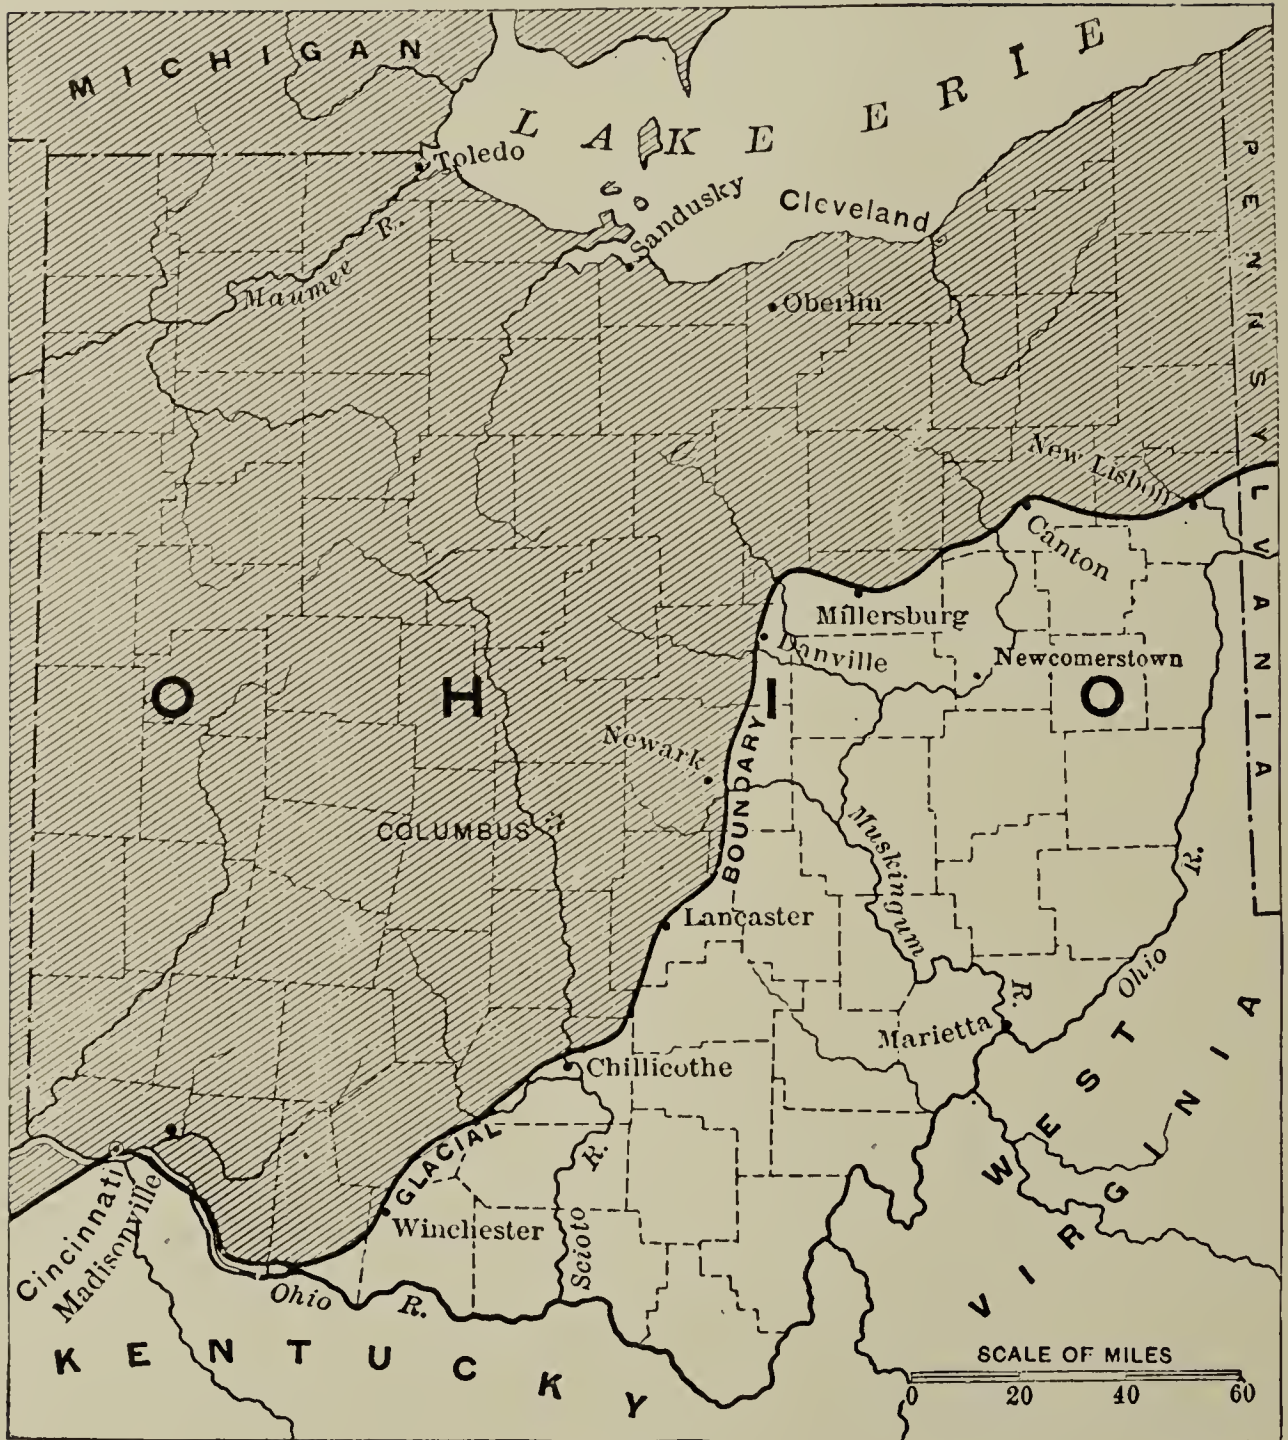 MICHIGAN
LAKE ERIE
Toledo
Sandusky
Cleveland
Maumee R.
Oberlin
PENNSYLVANIA
New Lisbon
Canton
Millersburg
Danville
Newcomerstown
OHIO
Newark
COLUMBUS
GLACIAL BOUNDARY
Muskingum R.
Lancaster
Ohio R.
Marietta
Chillicothe
WEST VIRGINIA
Cincinnati
Madisonville
Winchester
Scioto R.
Ohio R.
KENTUCKY
SCALE OF MILES
0 20 40 60